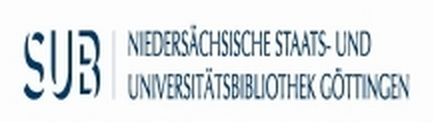 SUB
NIEDERSÄCHSISCHE STAATS- UND
UNIVERSITÄTSBIBLIOTHEK GÖTTINGEN